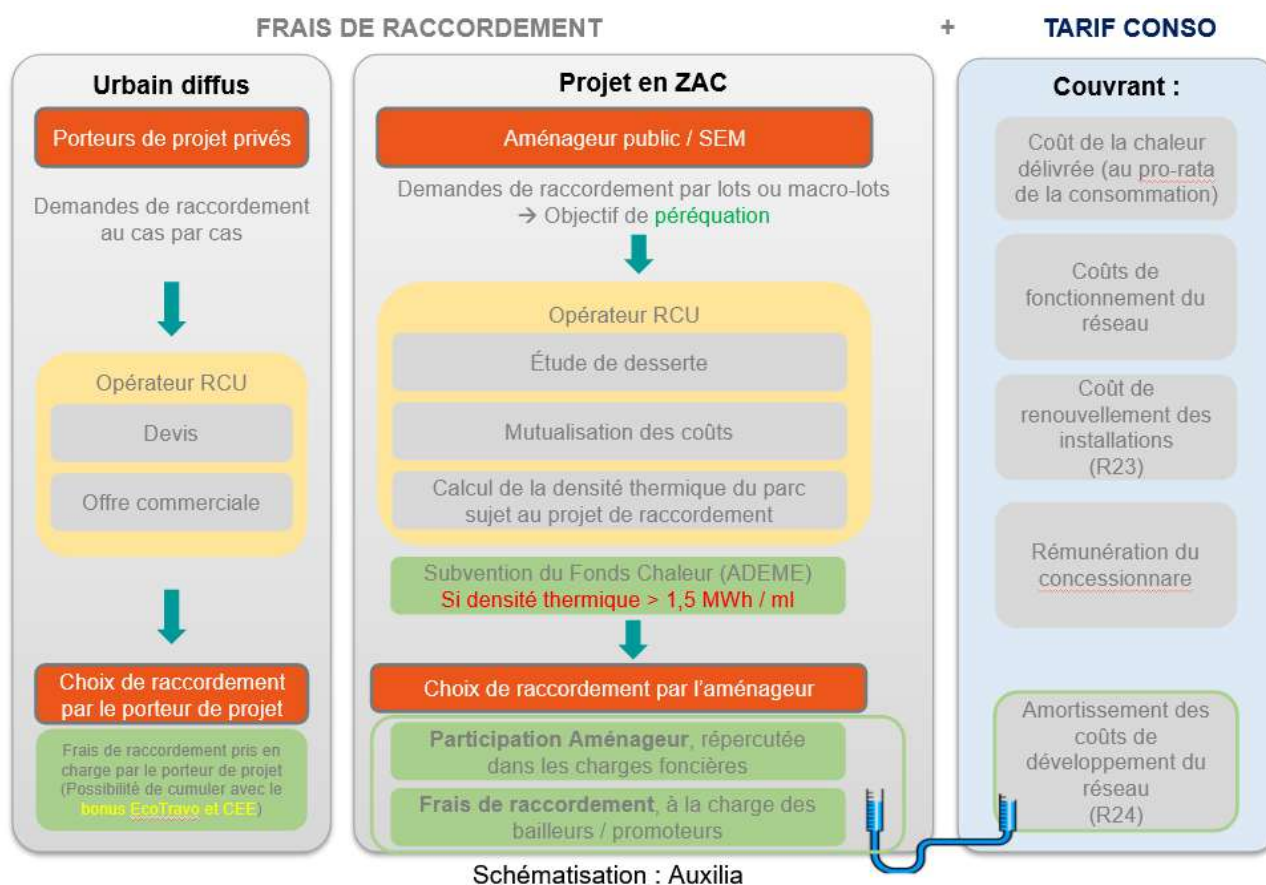 FRAIS DE RACCORDEMENT + TARIF CONSO
Urbain diffus
Porteurs de projet privés
Demandes de raccordement
au cas par cas
Opérateur RCU
Devis
Offre commerciale
Choix de raccordement
par le porteur de projet
Frais de raccordement pris en
charge par le porteur de projet
(Possibilité de cumuler avec le
bonus EcoTravo et CEE)
Projet en ZAC
Aménageur public / SEM
Demandes de raccordement par lots ou macro-lots
→ Objectif de péréquation
Opérateur RCU
Étude de desserte
Mutualisation des coûts
Calcul de la densité thermique du parc
sujet au projet de raccordement
Subvention du Fonds Chaleur (ADEME)
Si densité thermique > 1,5 MWh / ml
Choix de raccordement par l'aménageur
Participation Aménageur, répercutée
dans les charges foncières
Frais de raccordement, à la charge des
bailleurs / promoteurs
Couvrant :
Coût de la chaleur
délivrée (au pro-rata
de la consommation)
Coûts de
fonctionnement du
réseau
Coût de
renouvellement des
installations
(R23)
Rémunération du
concessionnare
Amortissement des
coûts de
développement du
réseau
(R24)
Schématisation : Auxilia